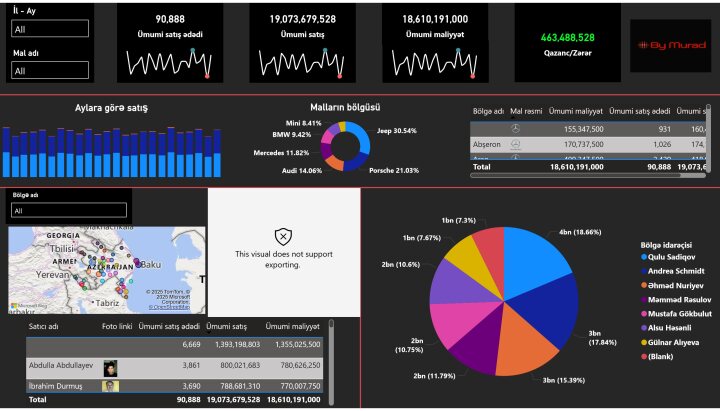 İl - Ay
All
Mal adı
All
90,888
Ümumi satış ədədi
19,073,679,528
Ümumi satış
18,610,191,000
Ümumi maliyyət
463,488,528
Qazanc/Zərər
By Murad
Aylara görə satış
Malların bölgüsü
Mini 8.41%
BMW 9.42%
Mercedes 11.82%
Audi 14.06%
Jeep 30.54%
Porsche 21.03%
Bölgə adı Mal rəsmi Ümumi maliyyət Ümumi satış ədədi Ümumi s
155,347,500 931 160,4
Abşeron 170,737,500 1,026 174,
Total 18,610,191,000 90,888 19,073,6
Bölgə adı
All
GEORGIA
Tbilisi
ARMEN
AZERBAIJAN
Baku
Yerevan
Tabriz
© 2025 TomTom, ©
2025 Microsoft
Corporation,
© OpenStreetMap
Microsoft Bing
This visual does not support
exporting.
Satıcı adı Foto linki Ümumi satış ədədi Ümumi satış Ümumi maliyyət
6,669 1,393,198,803 1,355,025,500
Abdulla Abdullayev 3,861 800,021,683 780,626,250
İbrahim Durmuş 3,690 788,681,310 770,007,750
Total 90,888 19,073,679,528 18,610,191,000
1bn (7.3%)
1bn (7.67%)
2bn (10.6%)
2bn
(10.75%)
2bn (11.79%)
3bn (15.39%)
3bn
(17.84%)
4bn (18.66%)
Bölgə idarəçisi
Qulu Sadiqov
Andrea Schmidt
Əhməd Nuriyev
Məmməd Rəsulov
Mustafa Gökbulut
Alsu Həsənli
Gülnar Alıyeva
(Blank)